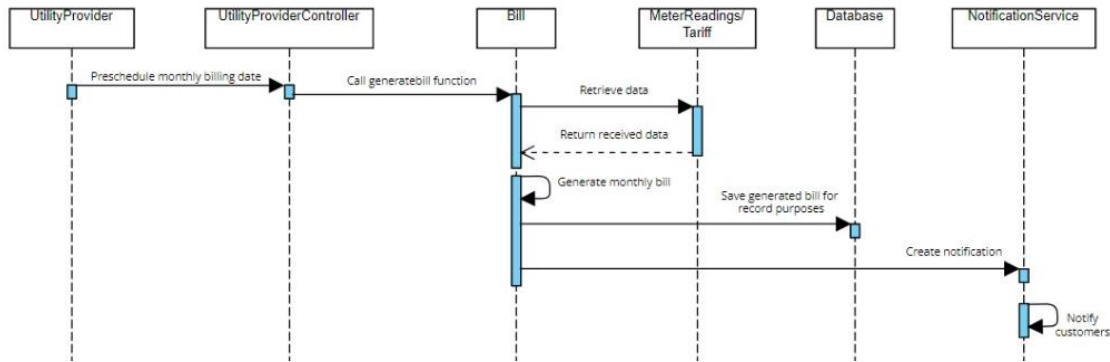 UtilityProvider
UtilityProviderController
Bill
MeterReadings/
Tariff
Database
NotificationService
Preschedule monthly billing date
Call generatebill function
Retrieve data
Return received data
Generate monthly bill
Save generated bill for
record purposes
Create notification
Notify
customers